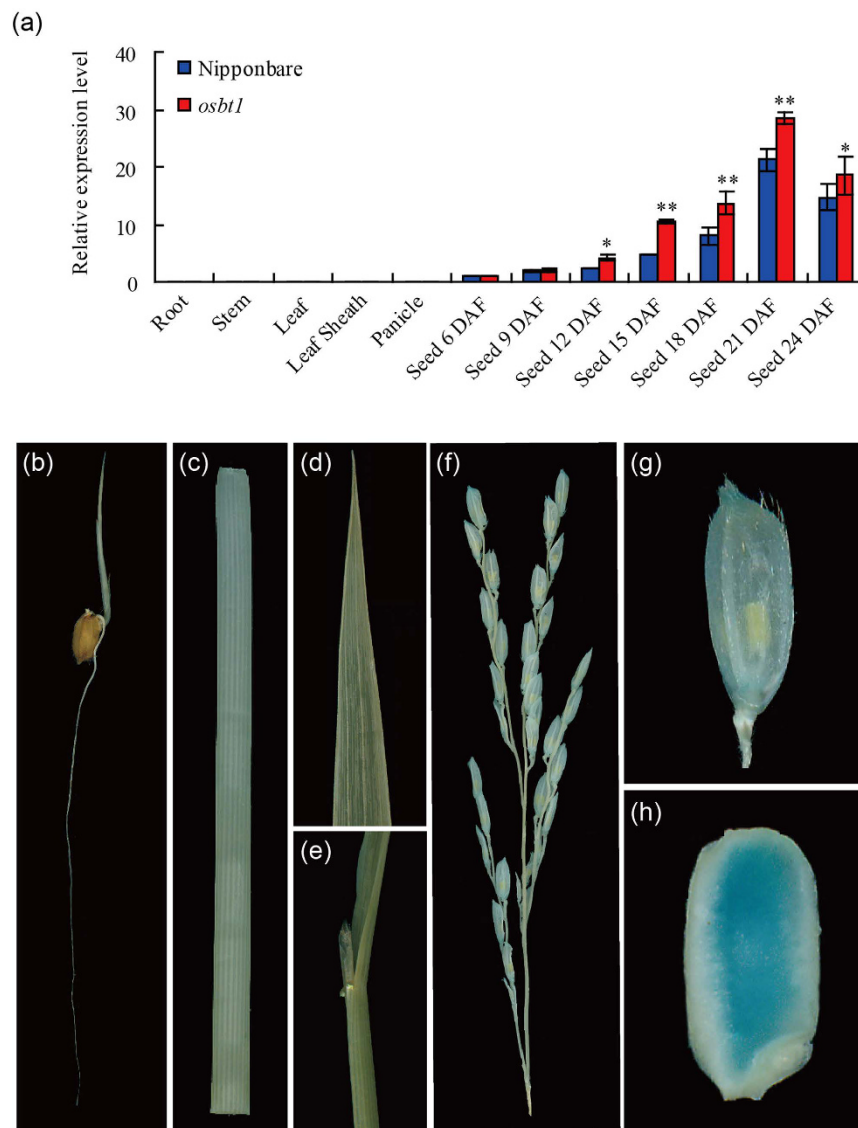 (a)
Relative expression level
40
30
20
10
0
Nipponbare
osbt1
*
**
**
**
*
Root
Stem
Leaf
Leaf Sheath
Panicle
Seed 6 DAF
Seed 9 DAF
Seed 12 DAF
Seed 15 DAF
Seed 18 DAF
Seed 21 DAF
Seed 24 DAF
(b)
(c)
(d)
(f)
(g)
(e)
(h)